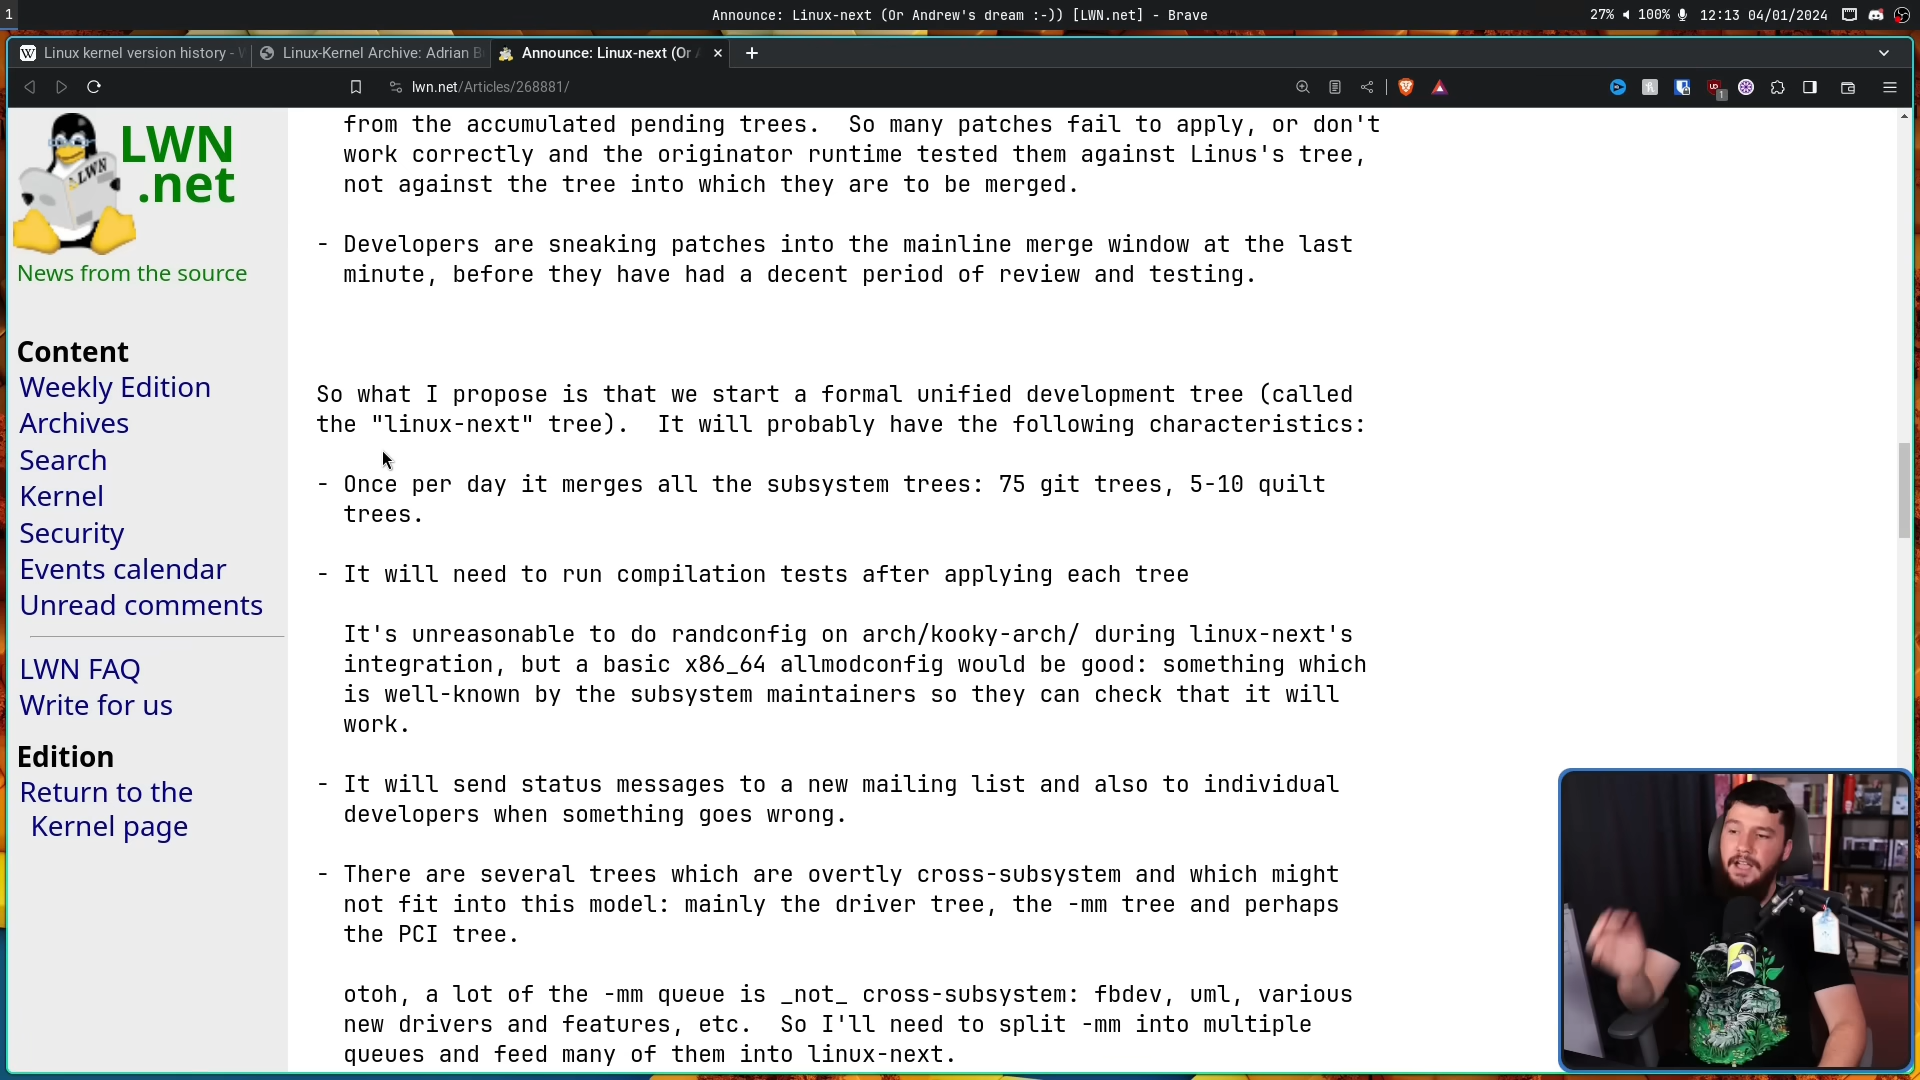 1
Announce: Linux-next (Or Andrew's dream :-)) [LWN.net] - Brave
27% 100% 12:13 04/01/2024
Linux kernel version history -
Linux-Kernel Archive: Adrian B
Announce: Linux-next (Or
lwn.net/Articles/268881/
1
LWN
.net
LWN
News from the source
Content
Weekly Edition
Archives
Search
Kernel
Security
Events calendar
Unread comments
LWN FAQ
Write for us
Edition
Return to the
Kernel page
from the accumulated pending trees.  So many patches fail to apply, or don't
work correctly and the originator runtime tested them against Linus's tree,
not against the tree into which they are to be merged.
- Developers are sneaking patches into the mainline merge window at the last
minute, before they have had a decent period of review and testing.
So what I propose is that we start a formal unified development tree (called
the "linux-next" tree).  It will probably have the following characteristics:
- Once per day it merges all the subsystem trees: 75 git trees, 5-10 quilt
trees.
- It will need to run compilation tests after applying each tree
It's unreasonable to do randconfig on arch/kooky-arch/ during linux-next's
integration, but a basic x86_64 allmodconfig would be good: something which
is well-known by the subsystem maintainers so they can check that it will
work.
- It will send status messages to a new mailing list and also to individual
developers when something goes wrong.
- There are several trees which are overtly cross-subsystem and which might
not fit into this model: mainly the driver tree, the -mm tree and perhaps
the PCI tree.
otoh, a lot of the -mm queue is _not_ cross-subsystem: fbdev, uml, various
new drivers and features, etc.  So I'll need to split -mm into multiple
queues and feed many of them into linux-next.